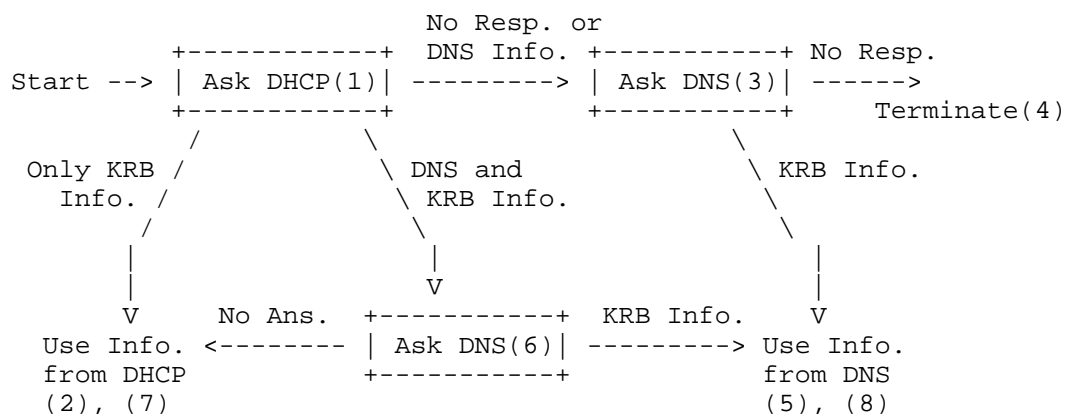 No Resp. or
DNS Info.
Start --> | Ask DHCP(1)| ---------> | Ask DNS(3)| ------>
No Resp.
Terminate(4)
Only KRB
Info.
DNS and
KRB Info.
KRB Info.
No Ans.
KRB Info.
Use Info. <-------- | Ask DNS(6)| ---------> Use Info.
from DHCP
from DNS
(2), (7)
(5), (8)